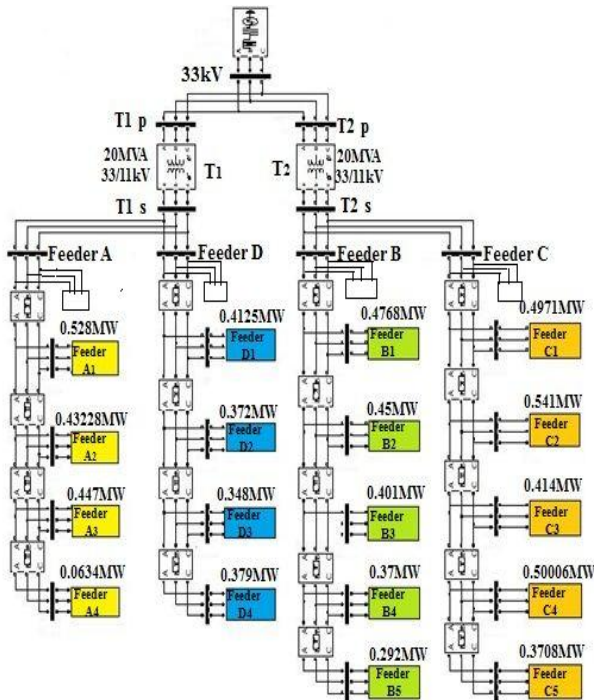 33kV
T1 p
T2 p
20MVA
33/11kV
T1
T2
20MVA
33/11kV
T1 s
T2 s
Feeder A
Feeder D
Feeder B
Feeder C
0.528MW
Feeder
A1
0.43228MW
Feeder
A2
0.447MW
Feeder
A3
0.0634MW
Feeder
A4
0.4125MW
Feeder
D1
0.372MW
Feeder
D2
0.348MW
Feeder
D3
0.379MW
Feeder
D4
0.4768MW
Feeder
B1
0.45MW
Feeder
B2
0.401MW
Feeder
B3
0.37MW
Feeder
B4
0.292MW
Feeder
B5
0.4971MW
Feeder
C1
0.541MW
Feeder
C2
0.414MW
Feeder
C3
0.50006MW
Feeder
C4
0.3708MW
Feeder
C5